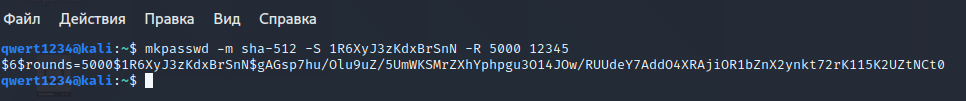 Файл Действия Правка Вид Справка
qwert1234@kali:~$ mkpasswd -m sha-512 -S 1R6XyJ3zKdxBrSnN -R 5000 12345
$6$rounds=5000$1R6XyJ3zKdxBrSnN$gAGsp7hu/Olu9uZ/5UmWKSMrZXhYphpgu3O14JOw/RUUdeY7AddO4XRAjiOR1bZnX2ynkt72rK115K2UZtNCt0
qwert1234@kali:~$